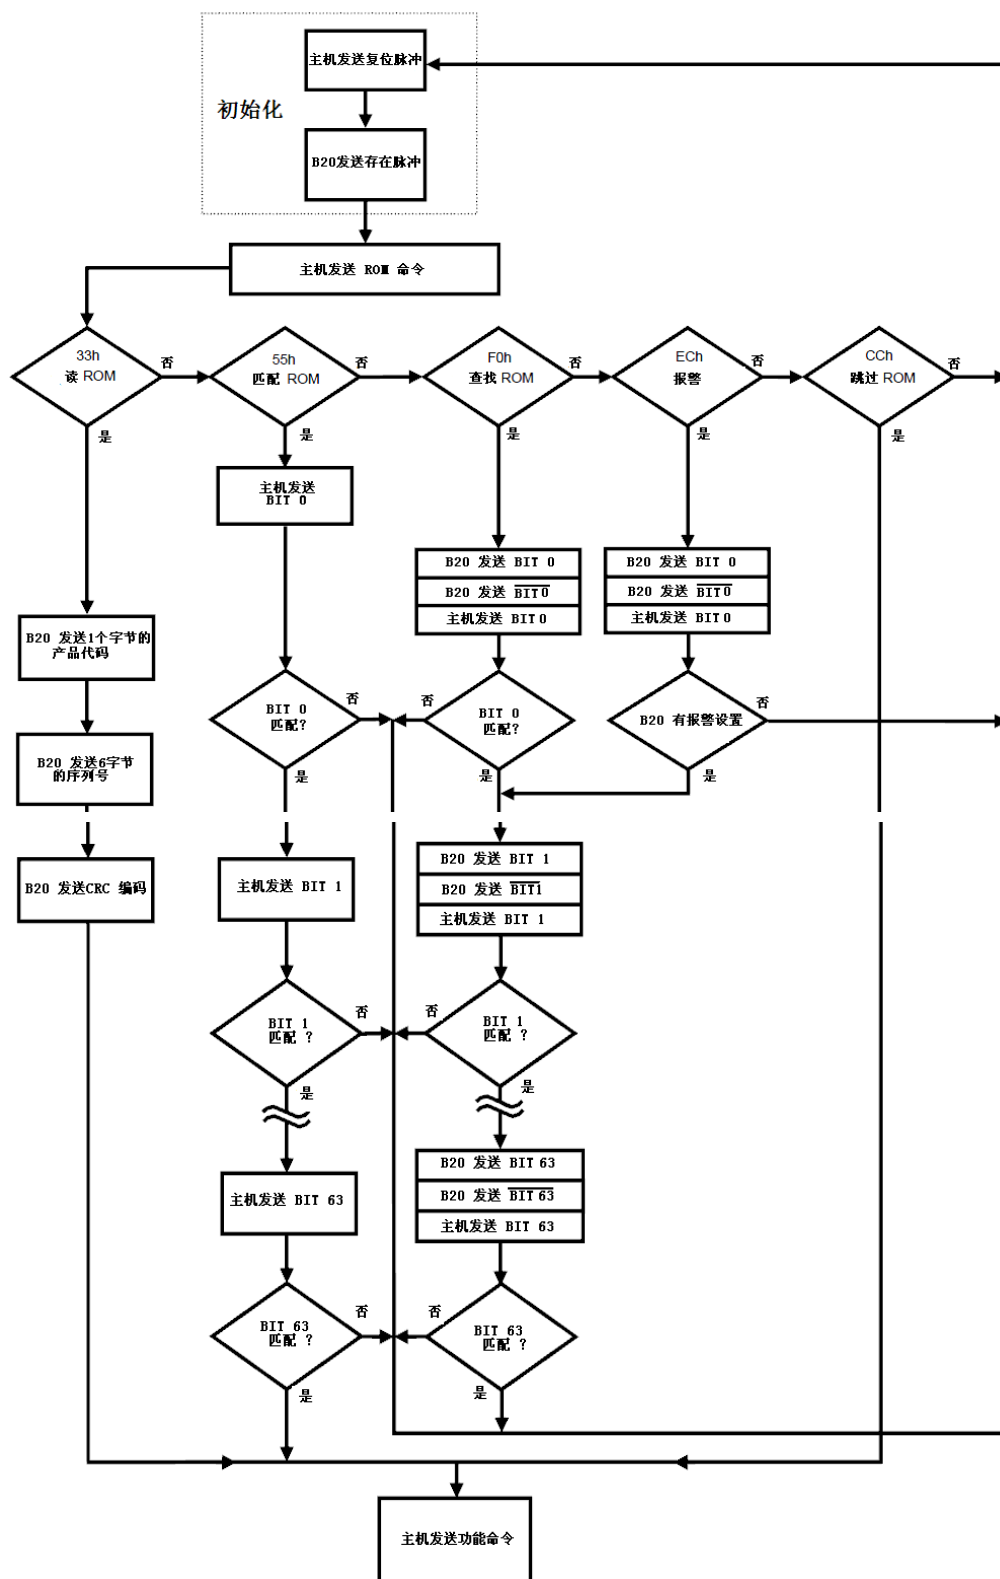 主机发送复位脉冲
初始化
B20发送存在脉冲
主机发送 ROM 命令
33h
读 ROM
否
55h
匹配 ROM
否
F0h
查找 ROM
否
ECh
报警
否
CCh
跳过 ROM
否
是
是
是
是
是
主机发送
BIT 0
B20 发送 BIT 0
B20 发送 B̅I̅T̅0̅
主机发送 BIT 0
B20 发送 BIT 0
B20 发送 B̅I̅T̅0̅
主机发送 BIT 0
B20 发送1个字节的
产品代码
BIT 0
匹配?
否
否
BIT 0
匹配?
B20 有报警设置
否
是
是
是
B20 发送6字节
的序列号
B20 发送CRC 编码
主机发送 BIT 1
B20 发送 BIT 1
B20 发送 B̅I̅T̅1̅
主机发送 BIT 1
BIT 1
匹配 ?
否
否
BIT 1
匹配 ?
是
是
主机发送 BIT 63
B20 发送 BIT 63
B20 发送 B̅I̅T̅ ̅6̅3̅
主机发送 BIT 63
BIT 63
匹配 ?
否
否
BIT 63
匹配 ?
是
是
主机发送功能命令